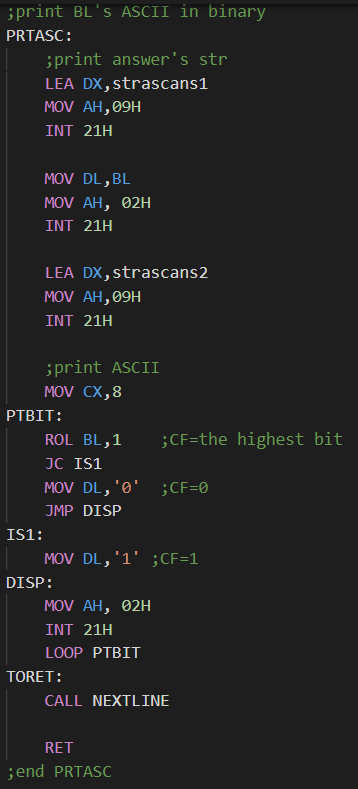 ;print BL's ASCII in binary
PRTASC:
    ;print answer's str
    LEA DX,strascans1
    MOV AH,09H
    INT 21H

    MOV DL,BL
    MOV AH, 02H
    INT 21H

    LEA DX,strascans2
    MOV AH,09H
    INT 21H

    ;print ASCII
    MOV CX,8
PTBIT:
    ROL BL,1    ;CF=the highest bit
    JC IS1
    MOV DL,'0'  ;CF=0
    JMP DISP
IS1:
    MOV DL,'1' ;CF=1
DISP:
    MOV AH, 02H
    INT 21H
    LOOP PTBIT
TORET:
    CALL NEXTLINE

    RET
;end PRTASC